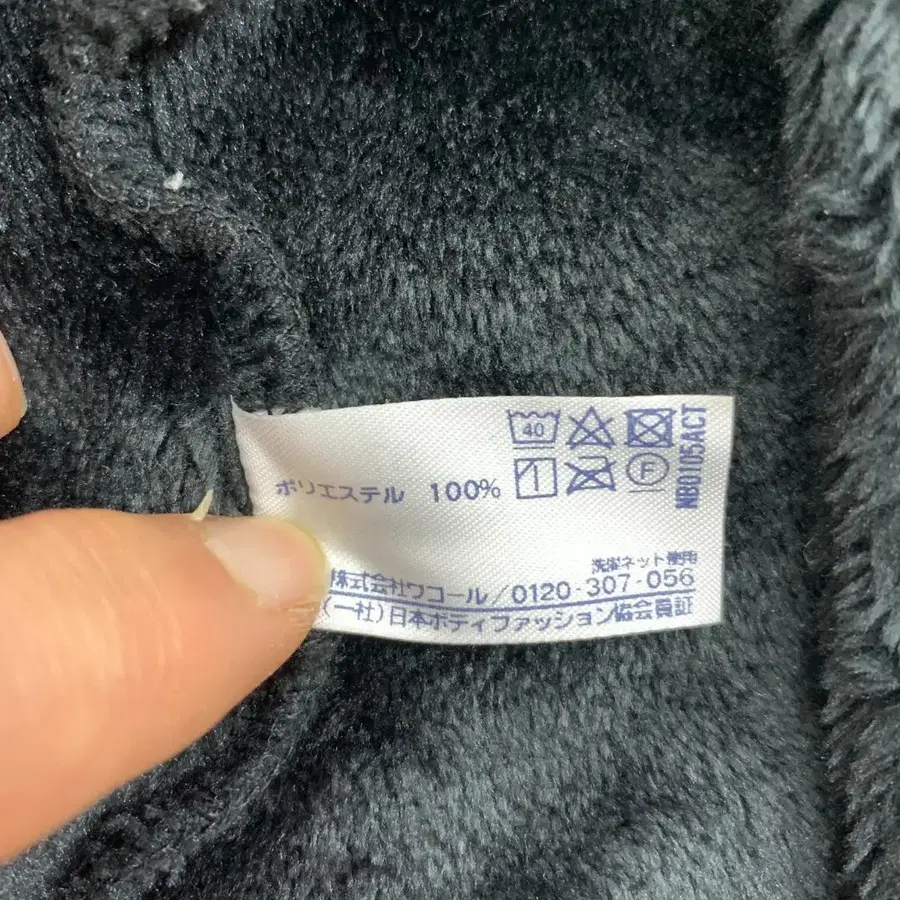 40
ポリエステル 100%
F
NB0105ACT
洗濯ネット使用
株式会社ワコール/0120-307-056
(一社)日本ボディファッション協会員証